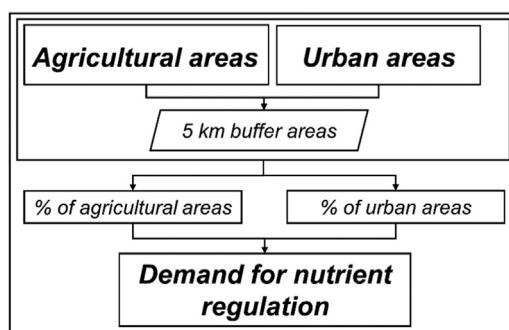 Agricultural areas
Urban areas
5 km buffer areas
% of agricultural areas
% of urban areas
Demand for nutrient
regulation